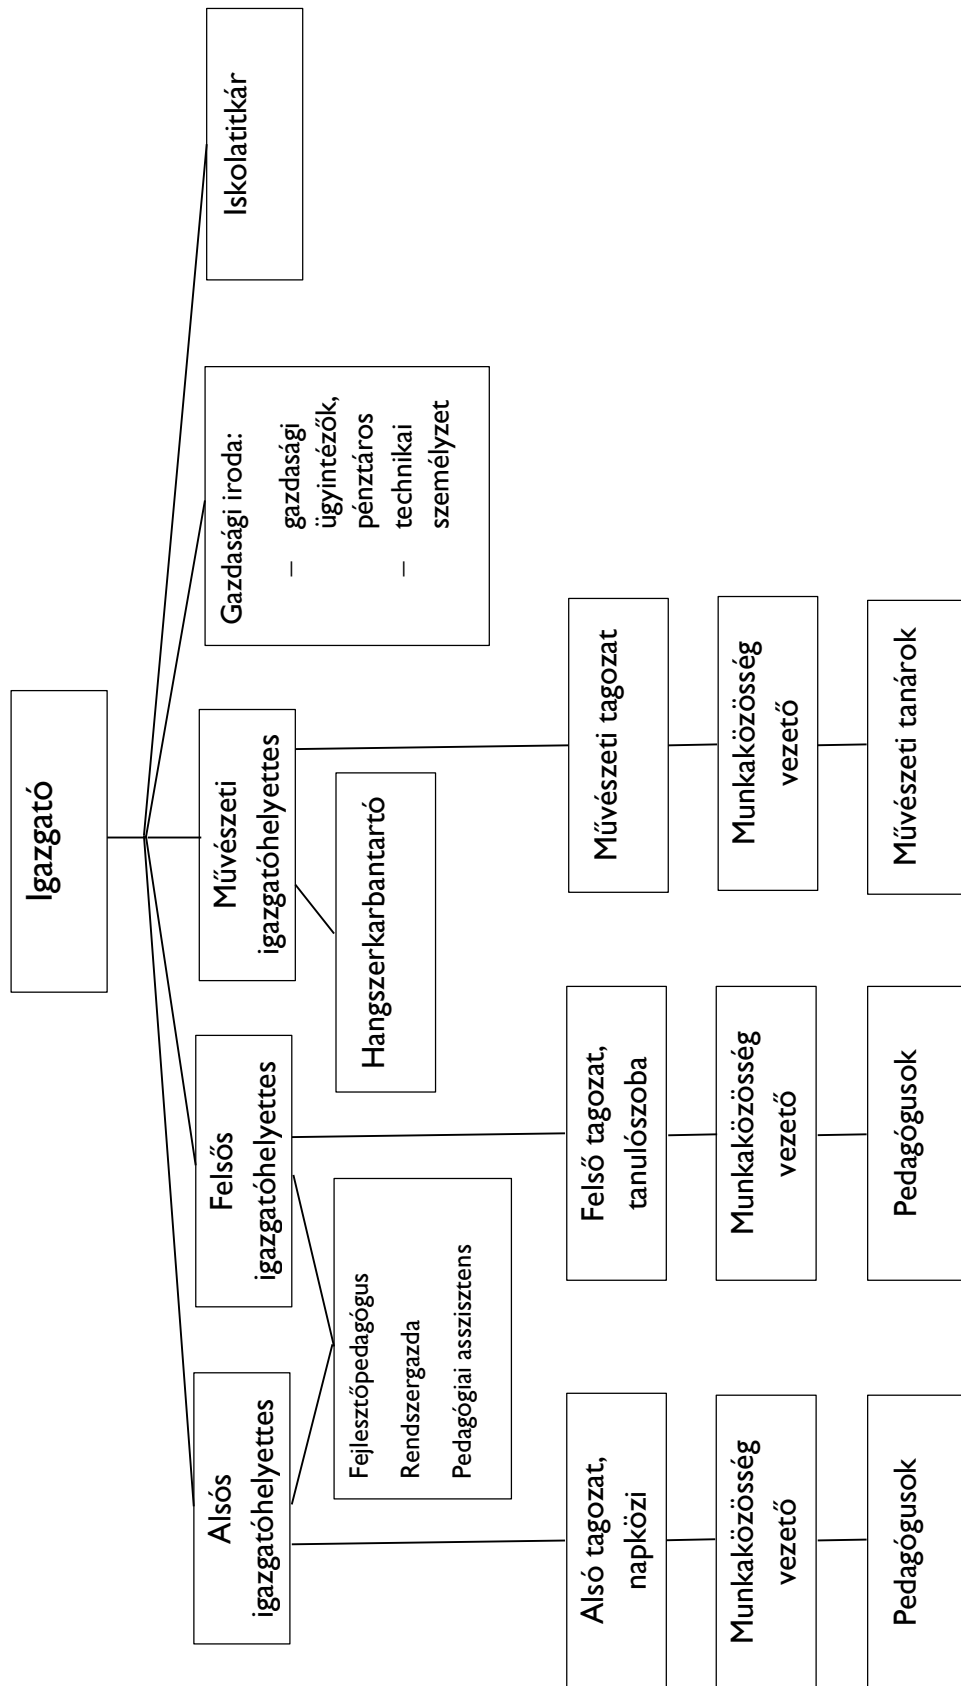 Igazgató
Alsós
igazgatóhelyettes
Felsős
igazgatóhelyettes
Művészeti
igazgatóhelyettes
Gazdasági iroda:
– gazdasági
ügyintézők,
pénztáros
– technikai
személyzet
Iskolatitkár
Fejlesztőpedagógus
Rendszergazda
Pedagógiai asszisztens
Hangszerkarbantartó
Alsó tagozat,
napközi
Felső tagozat,
tanulószoba
Művészeti tagozat
Munkaközösség
vezető
Munkaközösség
vezető
Munkaközösség
vezető
Pedagógusok
Pedagógusok
Művészeti tanárok